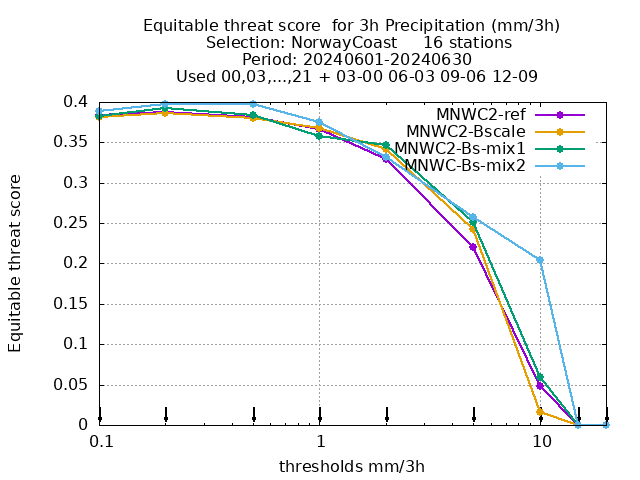 Equitable threat score  for 3h Precipitation (mm/3h)
Selection: NorwayCoast     16 stations
Period: 20240601-20240630
Used 00,03,...,21 + 03-00 06-03 09-06 12-09
MNWC2-ref
MNWC2-Bscale
MNWC2-Bs-mix1
MNWC-Bs-mix2
Equitable threat score
0.4
0.35
0.3
0.25
0.2
0.15
0.1
0.05
0
0.1 1 10
thresholds mm/3h